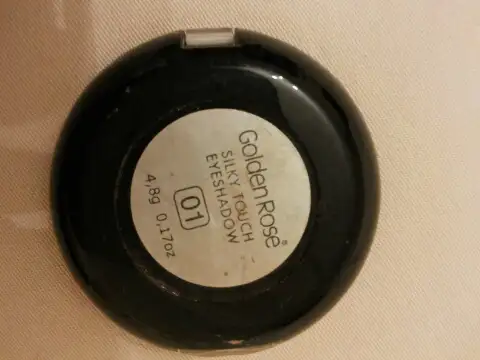 Golden Rose®
SILKY TOUCH
EYESHADOW
01
4,8g 0,17oz